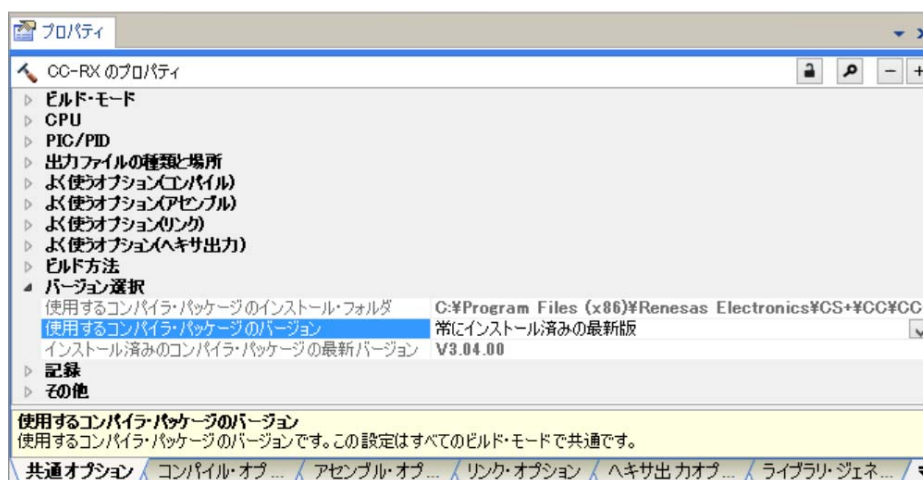 プロパティ
CC-RX のプロパティ
ビルド・モード
CPU
PIC/PID
出力ファイルの種類と場所
よく使うオプション(コンパイル)
よく使うオプション(アセンブル)
よく使うオプション(リンク)
よく使うオプション(ヘキサ出力)
ビルド方法
バージョン選択
使用するコンパイラ・パッケージのインストール・フォルダ C:¥Program Files (x86)¥Renesas Electronics¥CS+¥CC¥CC
使用するコンパイラ・パッケージのバージョン 常にインストール済みの最新版
インストール済みのコンパイラ・パッケージの最新バージョン V3.04.00
記録
その他
使用するコンパイラ・パッケージのバージョン
使用するコンパイラ・パッケージのバージョンです。この設定はすべてのビルド・モードで共通です。
共通オプション コンパイル・オプ... アセンブル・オプ... リンク・オプション ヘキサ出力オプ... ライブラリ・ジェネ...